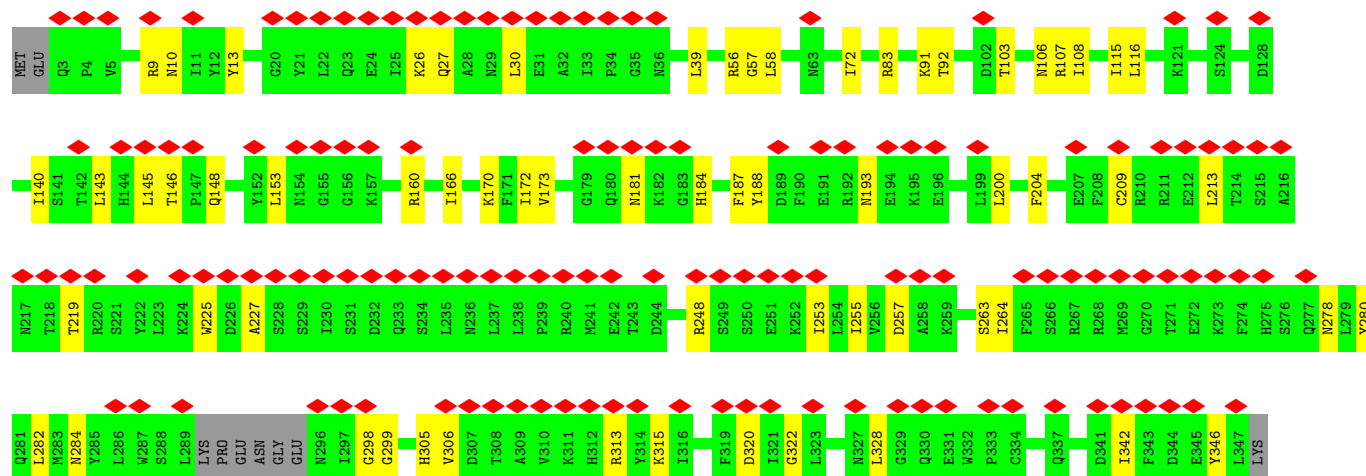 MET GLU Q3 P4 V5 R9 N10 I11 Y12 Y13 G20 Y21 L22 Q23 E24 I25 K26 Q27 A28 N29 L30 E31 A32 I33 P34 G35 N36 L39 R56 G57 L58 N63 I72 R83 K91 T92 D102 T103 N106 R107 I108 I115 L116 K121 S124 D128
I140 S141 T142 L143 H144 L145 T146 P147 Q148 Y152 L153 N154 G155 G156 K157 R160 I166 K170 F171 I172 V173 G179 Q180 N181 K182 G183 H184 F187 Y188 D189 F190 E191 R192 N193 E194 K195 E196 L199 L200 F204 E207 F208 C209 R210 R211 E212 L213 T214 S215 A216
N217 T218 T219 R220 S221 Y222 L223 K224 W225 D226 A227 S228 S229 I230 S231 D232 Q233 S234 L235 N236 L237 L238 P239 R240 M241 E242 T243 D244 R248 S249 S250 E251 K252 I253 L254 I255 V256 D257 A258 K259 S263 I264 F265 S266 R267 R268 M269 G270 T271 E272 K273 F274 H275 S276 Q277 N278 L279 Y280
Q281 L282 M283 N284 Y285 L286 W287 S288 L289 LYS PRO GLU ASN GLY GLU N296 I297 G298 G299 H305 V306 D307 T308 A309 V310 K311 H312 R313 Y314 K315 I316 F319 D320 I321 G322 L323 N327 L328 G329 Q330 E331 W332 P333 C334 Q337 D341 I342 F343 D344 E345 Y346 L347 LYS